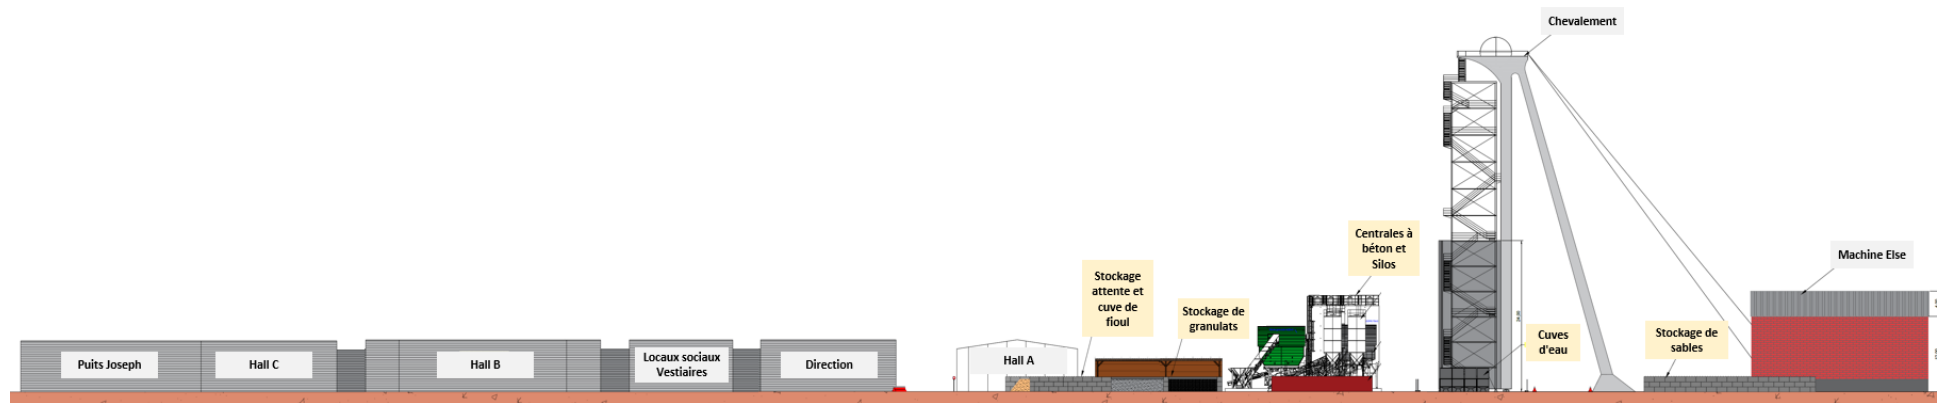 Chevalement
Centrales à
béton et
Silos
Machine Else
Stockage
attente et
cuve de
fioul
Stockage de
granulats
Cuves
d'eau
Stockage de
sables
Puits Joseph
Hall C
Hall B
Locaux sociaux
Vestiaires
Direction
Hall A